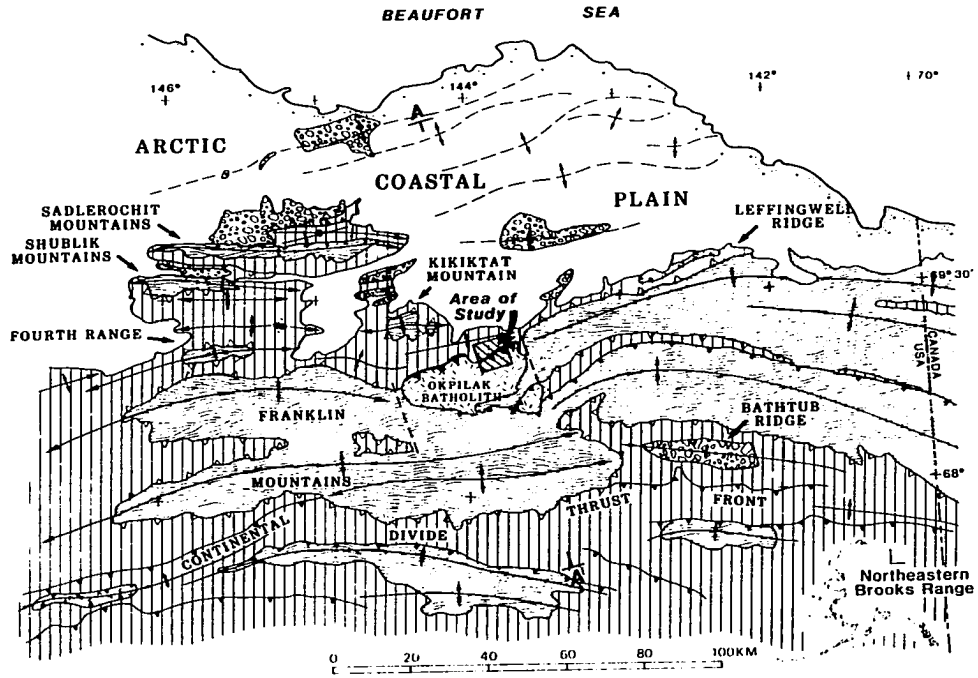 BEAUFORT SEA
146°
144°
142°
70°
A
ARCTIC
COASTAL
PLAIN
SADLEROCHIT
MOUNTAINS
SHUBLIK
MOUNTAINS
LEFFINGWELL
RIDGE
KIKIKTAT
MOUNTAIN
69° 30'
Area of
Study
FOURTH RANGE
CANADA
USA
OKPILAK
BATHOLITH
FRANKLIN
BATHTUB
RIDGE
68°
MOUNTAINS
THRUST
FRONT
CONTINENTAL
DIVIDE
A
Northeastern
Brooks Range
0 20 40 60 80 100KM